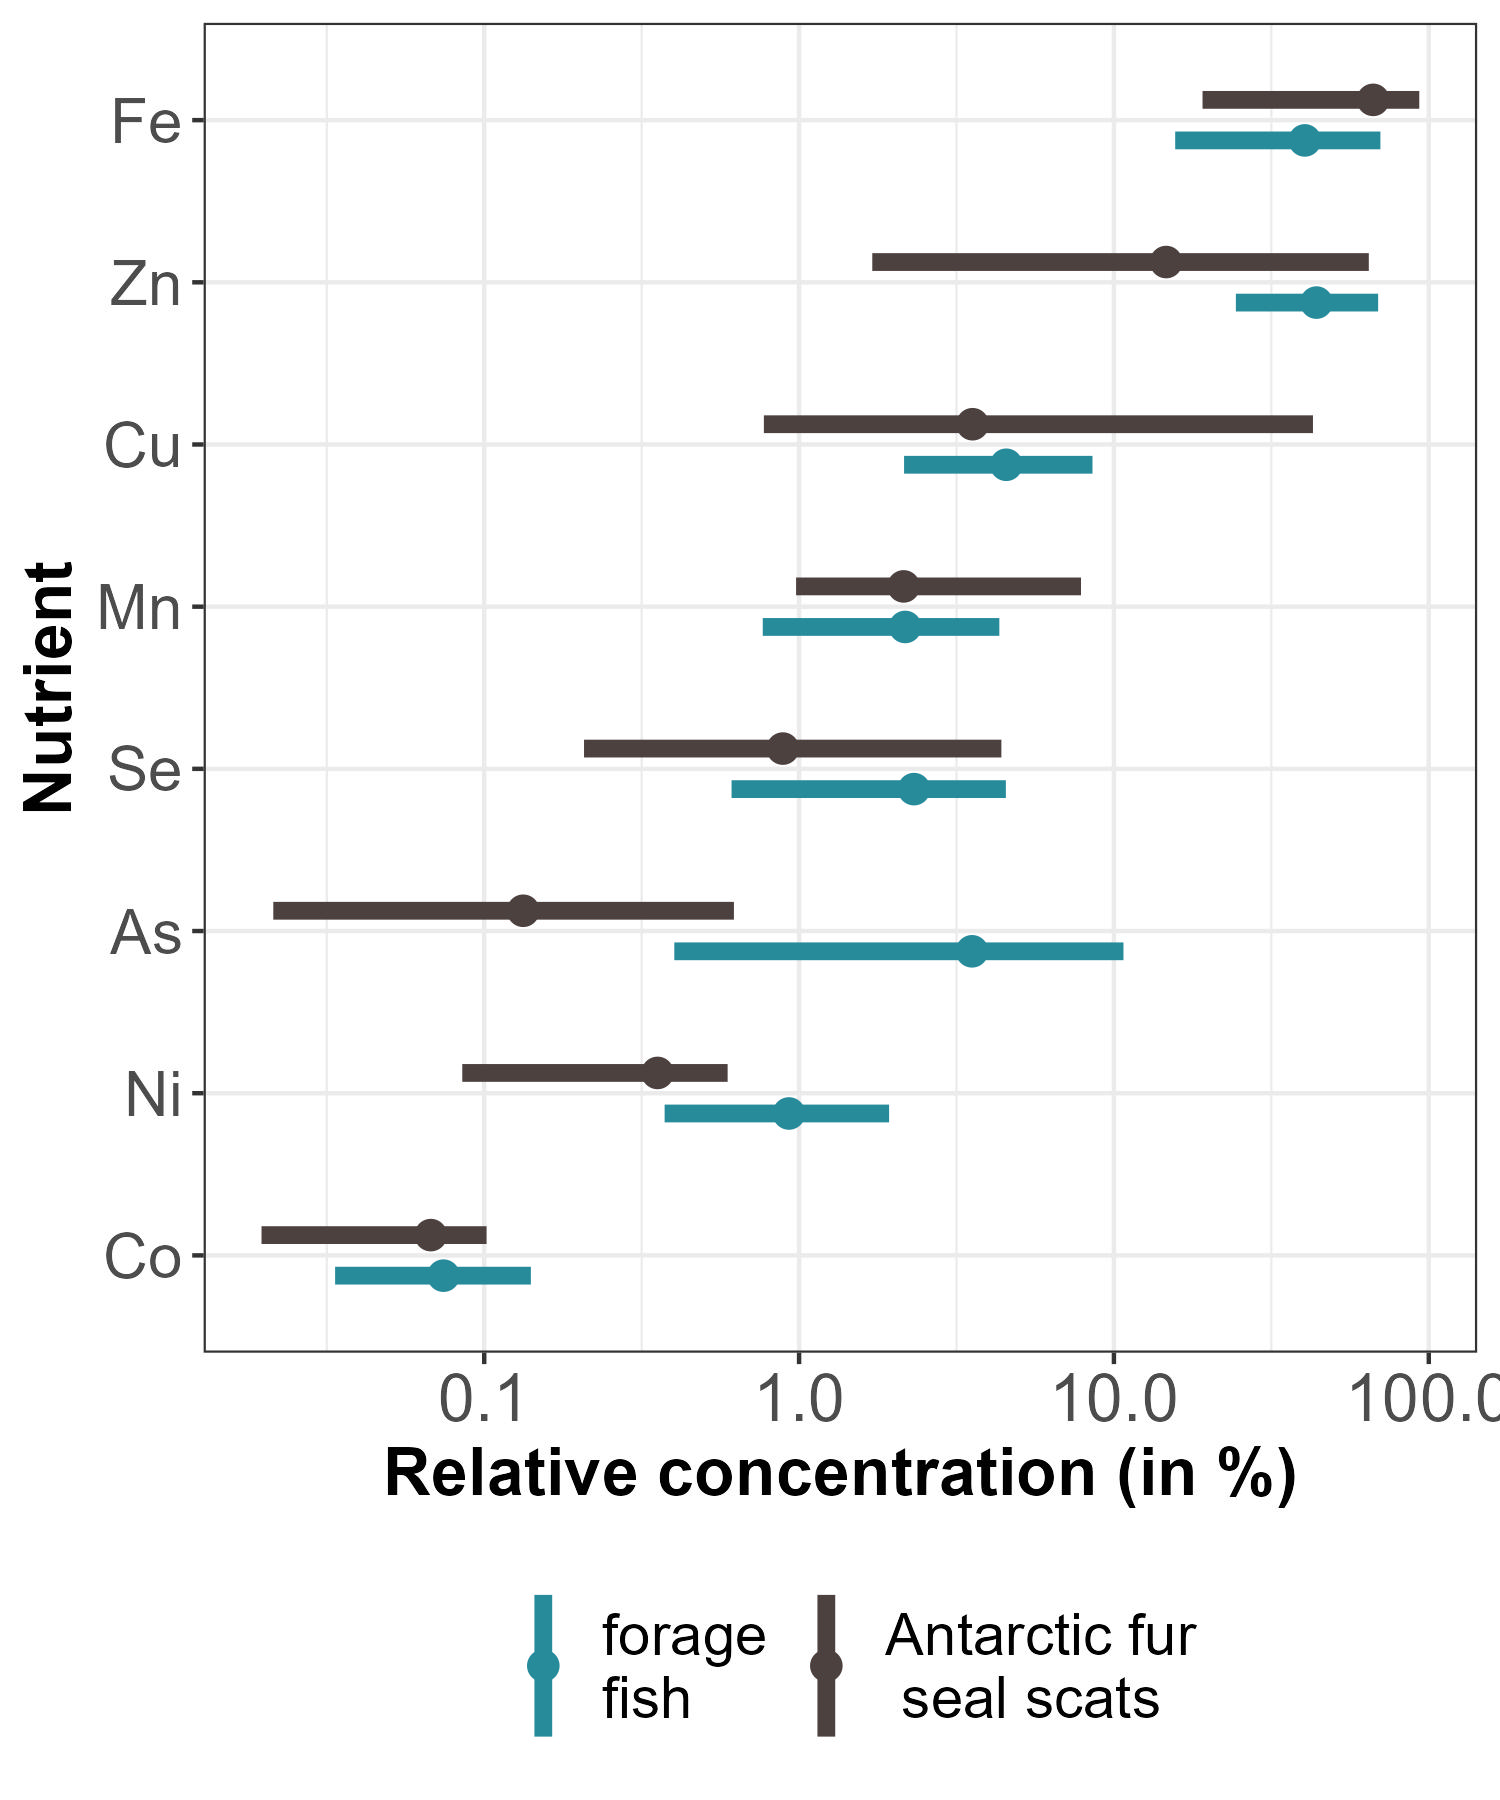 Fe
Zn
Cu
Mn
Se
As
Ni
Co
Nutrient
0.1 1.0 10.0 100.0
Relative concentration (in %)
forage
fish
Antarctic fur
seal scats